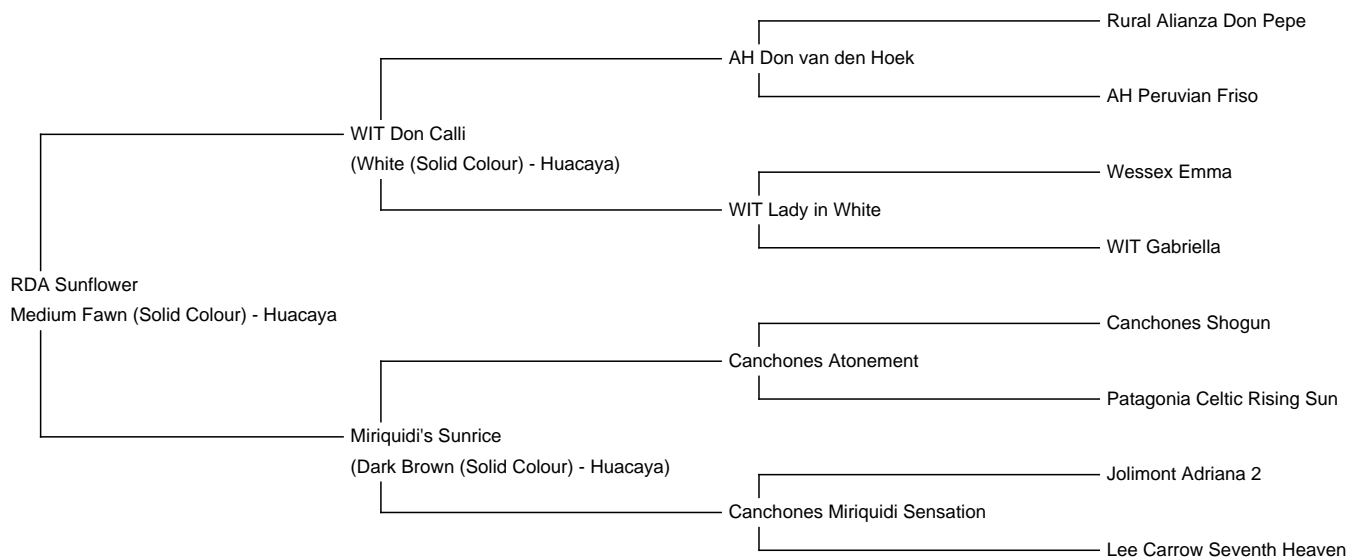 Rural Alianza Don Pepe
AH Don van den Hoek
AH Peruvian Friso
WIT Don Calli
(White (Solid Colour) - Huacaya)
Wessex Emma
WIT Lady in White
WIT Gabriella
RDA Sunflower
Medium Fawn (Solid Colour) - Huacaya
Canchones Shogun
Canchones Atonement
Patagonia Celtic Rising Sun
Miriquidi's Sunrice
(Dark Brown (Solid Colour) - Huacaya)
Jolimont Adriana 2
Canchones Miriquidi Sensation
Lee Carrow Seventh Heaven